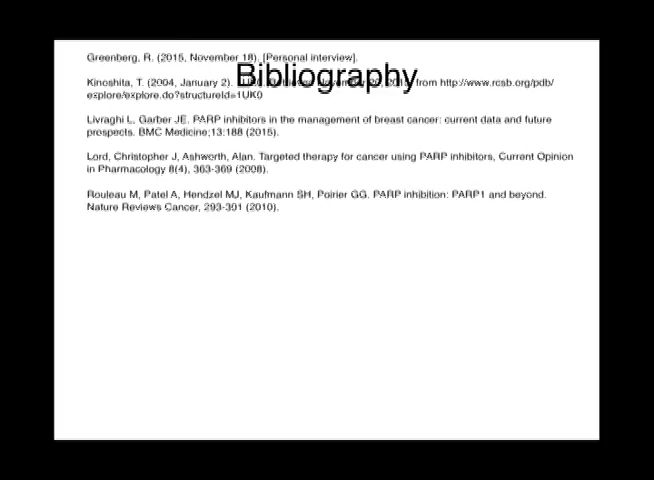 Greenberg, R. (2015, November 18). [Personal interview].
Bibliography
Kinoshita, T. (2004, January 2). from http://www.rcsb.org/pdb/
explore/explore.do?structureId=1UK0
Livraghi L, Garber JE. PARP inhibitors in the management of breast cancer: current data and future
prospects. BMC Medicine;13:188 (2015).
Lord, Christopher J, Ashworth, Alan. Targeted therapy for cancer using PARP inhibitors, Current Opinion
in Pharmacology 8(4), 363-369 (2008).
Rouleau M, Patel A, Hendzel MJ, Kaufmann SH, Poirier GG. PARP inhibition: PARP1 and beyond.
Nature Reviews Cancer, 293-301 (2010).